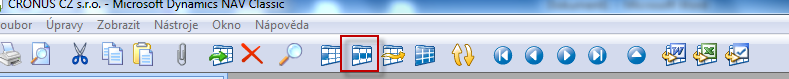 CRONUS CZ s.r.o. - Microsoft Dynamics NAV Classic
oubor Úpravy Zobrazit Nástroje Okno Nápověda